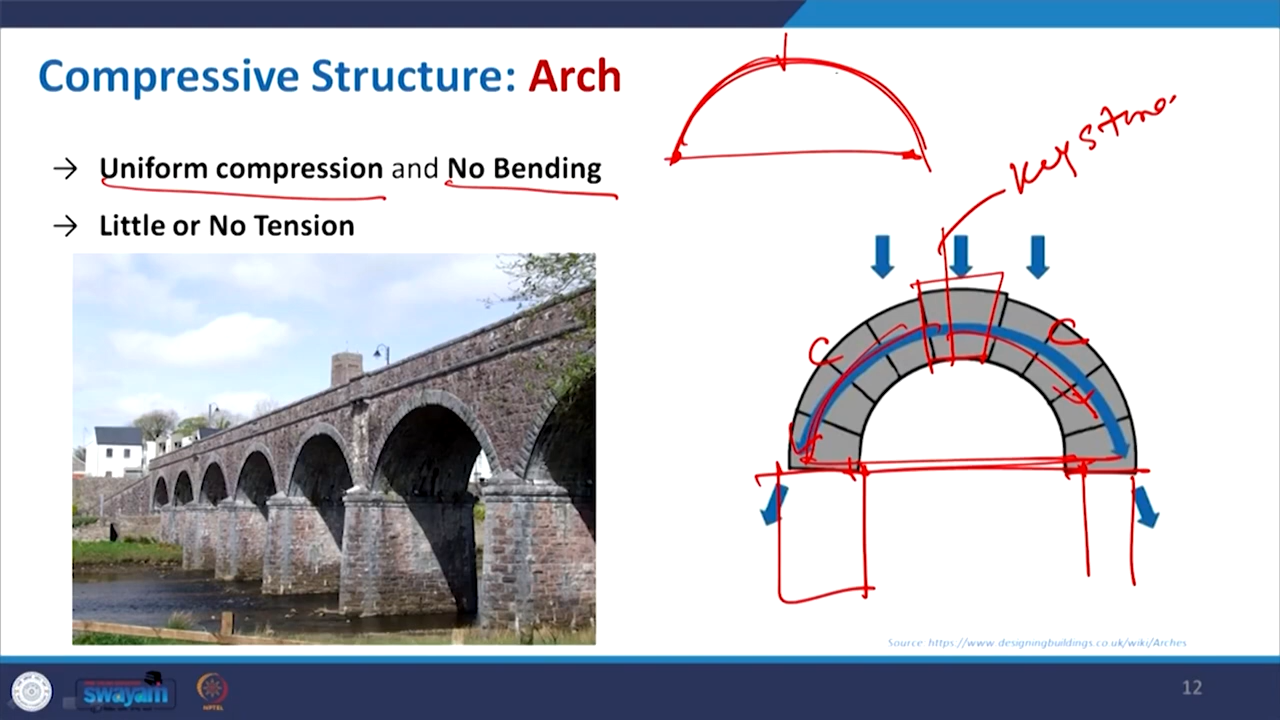 Compressive Structure: Arch
→ Uniform compression and No Bending
→ Little or No Tension
Keystone
C
C
Source: https://www.designingbuildings.co.uk/wiki/Arches
swayam
NPTEL
12